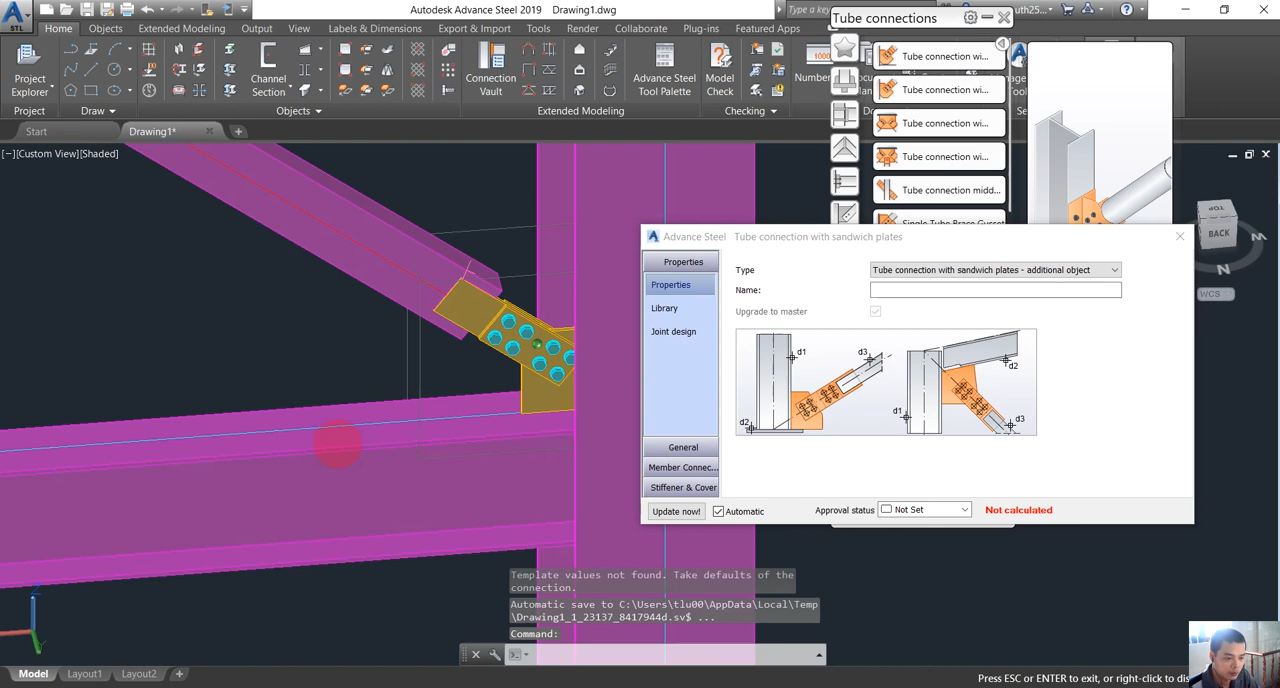 Autodesk Advance Steel 2019 Drawing1.dwg
Tube connections
STL
Home Objects Extended Modeling Output View Labels & Dimensions Export & Import Tools Render Collaborate Plug-ins Featured Apps
Project Explorer
Channel Section
Connection Vault
Advance Steel Tool Palette
Model Check
Project Draw Objects Extended Modeling Checking
Start Drawing1* +
[−][Custom View][Shaded]
Tube connection wi...
Tube connection wi...
Tube connection wi...
Tube connection wi...
Tube connection midd...
Single Tube Brace Gusset
TOP
BACK
N
WCS
Advance Steel Tube connection with sandwich plates
Properties
Properties
Library
Joint design
General
Member Connec...
Stiffener & Cover
Type Tube connection with sandwich plates - additional object
Name:
Upgrade to master
d1 d3 d2
d2 d1 d3
Update now! Automatic Approval status Not Set Not calculated
Template values not found. Take defaults of the
connection.
Automatic save to C:\Users\tlu00\AppData\Local\Temp
\Drawing1_1_23137_8417944d.sv$ ...
Command:
Model Layout1 Layout2 +
Press ESC or ENTER to exit, or right-click to dis